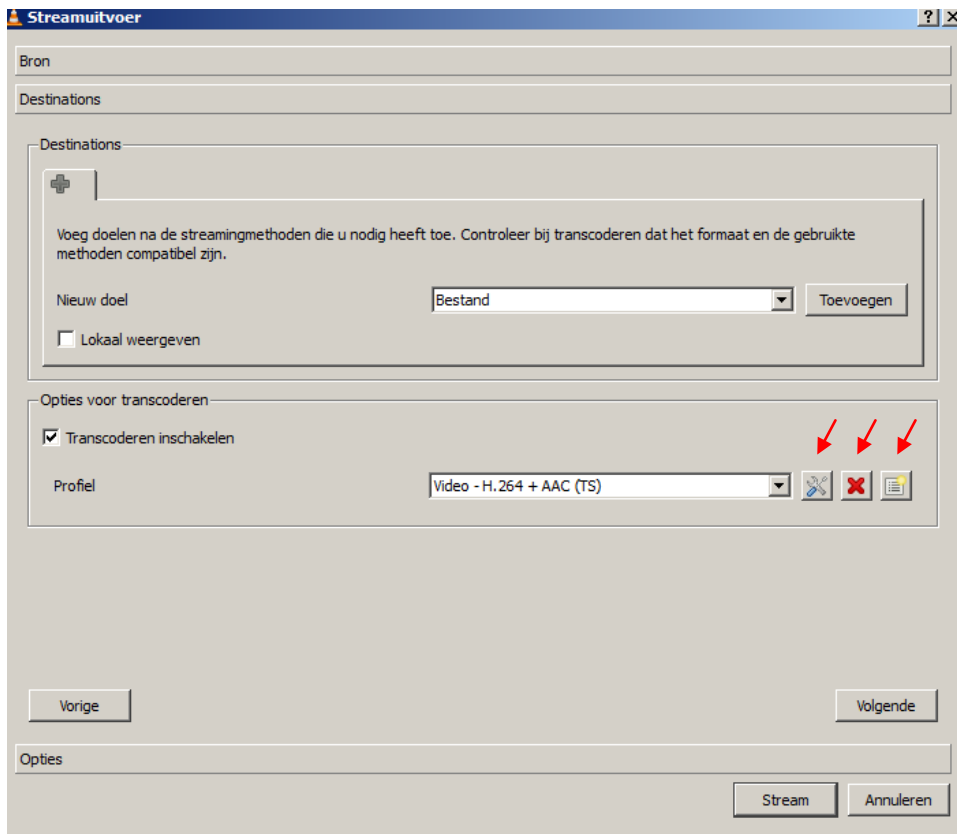 Streamuitvoer
Bron
Destinations
Destinations
Voeg doelen na de streamingmethoden die u nodig heeft toe. Controleer bij transcoderen dat het formaat en de gebruikte
methoden compatibel zijn.
Nieuw doel Bestand Toevoegen
Lokaal weergeven
Opties voor transcoderen
Transcoderen inschakelen
Profiel Video - H.264 + AAC (TS)
Vorige Volgende
Opties
Stream Annuleren